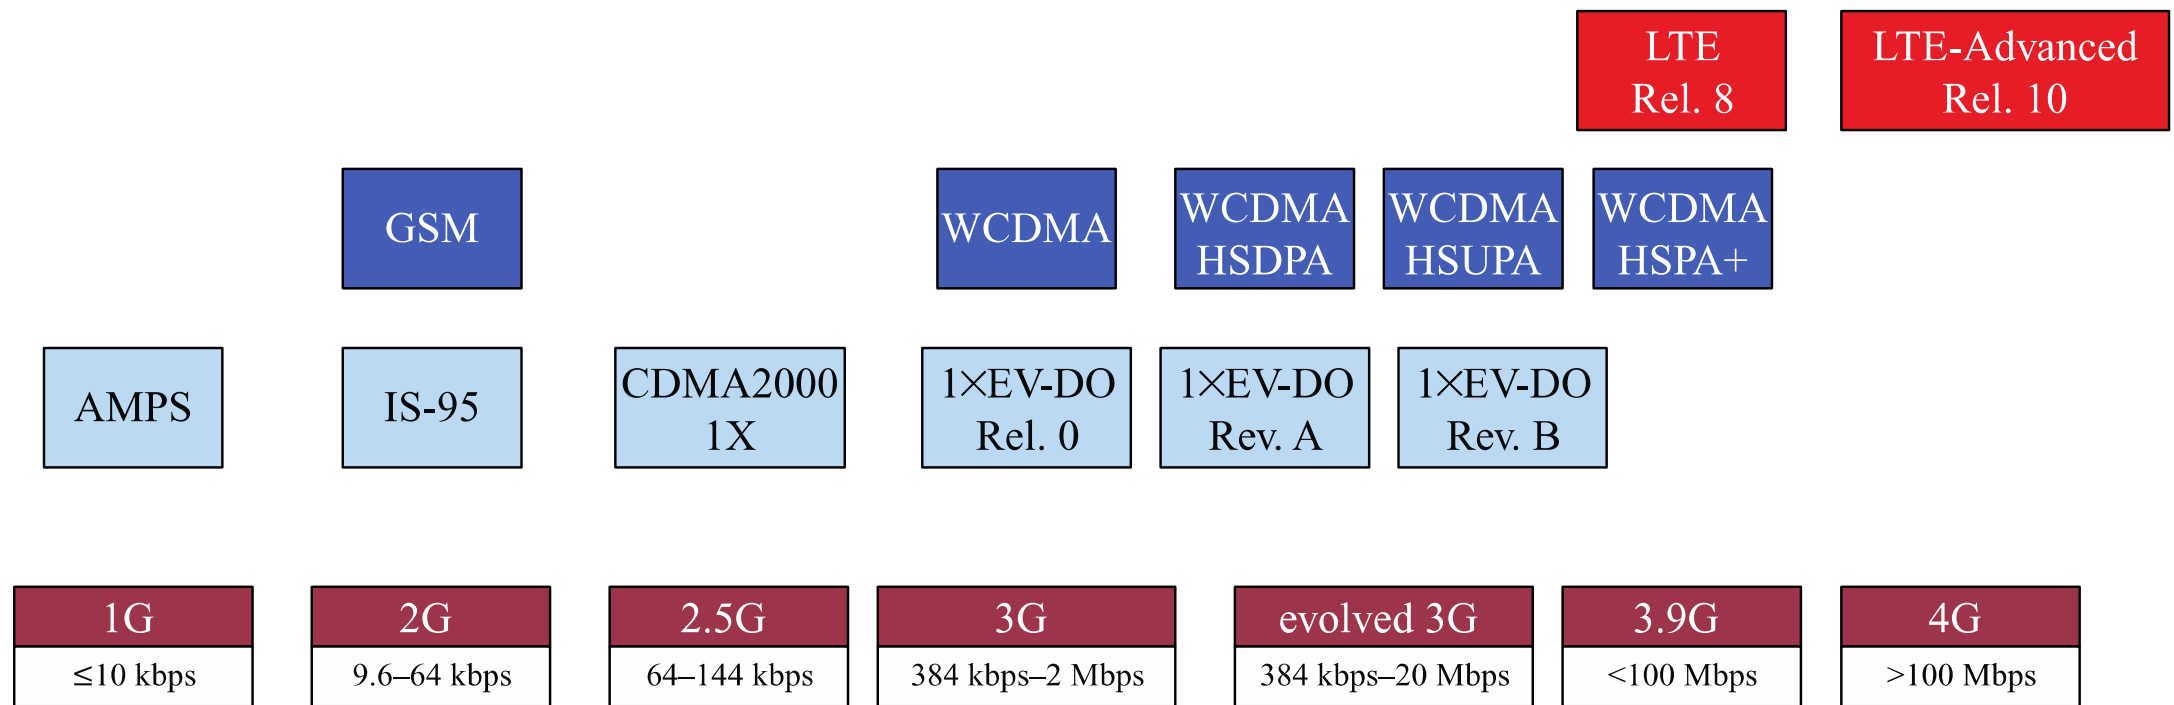 LTE
Rel. 8
LTE-Advanced
Rel. 10
GSM
WCDMA
WCDMA
HSDPA
WCDMA
HSUPA
WCDMA
HSPA+
AMPS
IS-95
CDMA2000
1X
1×EV-DO
Rel. 0
1×EV-DO
Rev. A
1×EV-DO
Rev. B
1G
≤10 kbps
2G
9.6–64 kbps
2.5G
64–144 kbps
3G
384 kbps–2 Mbps
evolved 3G
384 kbps–20 Mbps
3.9G
<100 Mbps
4G
>100 Mbps